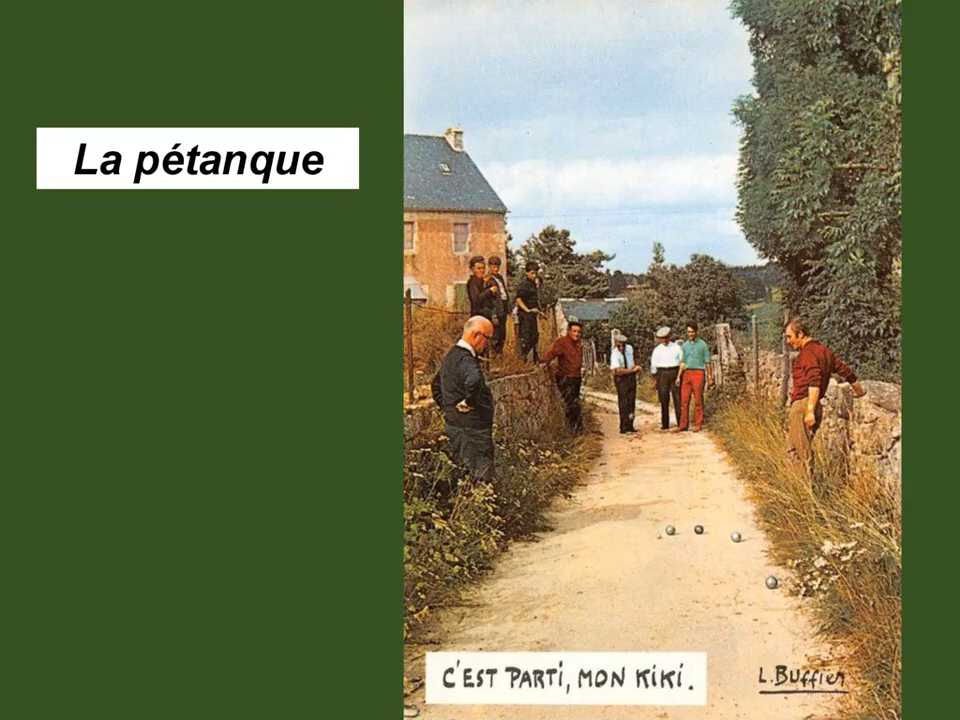 La pétanque
C'EST PARTI, MON KIKI.
L. Buffier